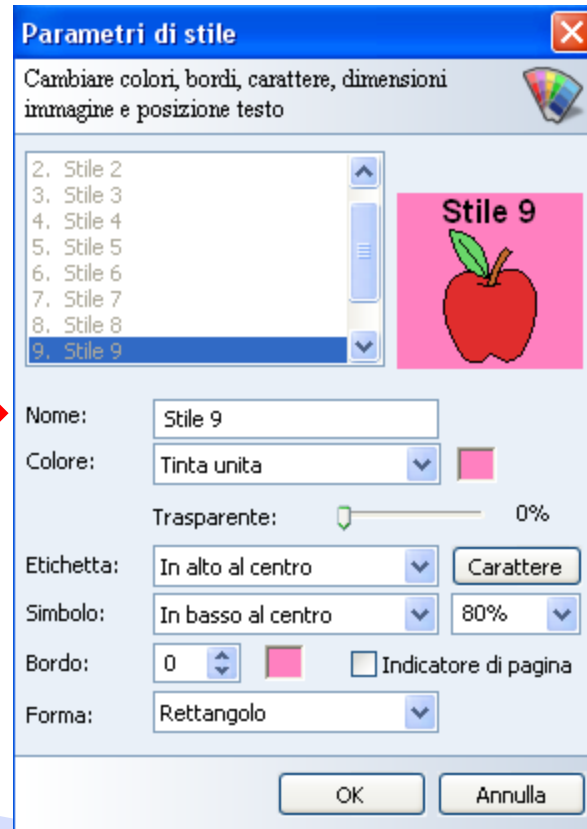 Parametri di stile
Cambiare colori, bordi, carattere, dimensioni
immagine e posizione testo
2. Stile 2
3. Stile 3
4. Stile 4
5. Stile 5
6. Stile 6
7. Stile 7
8. Stile 8
9. Stile 9
Stile 9
Nome: Stile 9
Colore: Tinta unita
Trasparente: 0%
Etichetta: In alto al centro Carattere
Simbolo: In basso al centro 80%
Bordo: 0 Indicatore di pagina
Forma: Rettangolo
OK Annulla